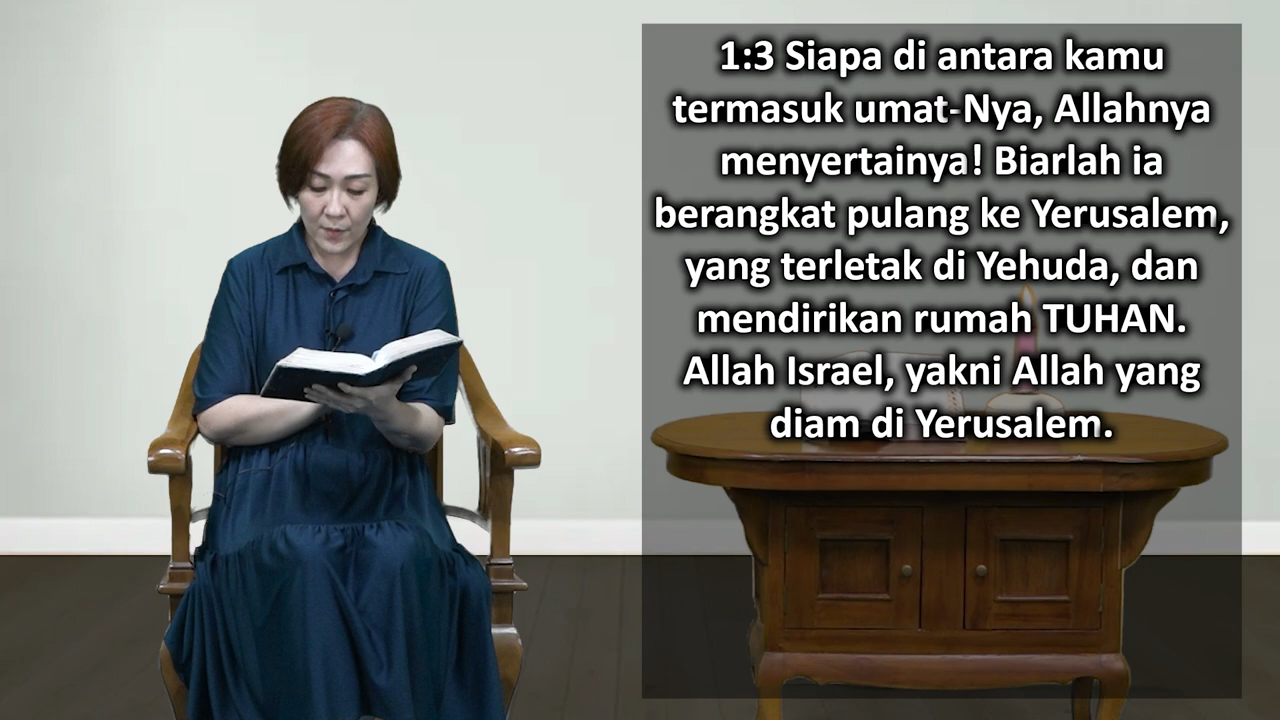 1:3 Siapa di antara kamu
termasuk umat-Nya, Allahnya
menyertainya! Biarlah ia
berangkat pulang ke Yerusalem,
yang terletak di Yehuda, dan
mendirikan rumah TUHAN.
Allah Israel, yakni Allah yang
diam di Yerusalem.